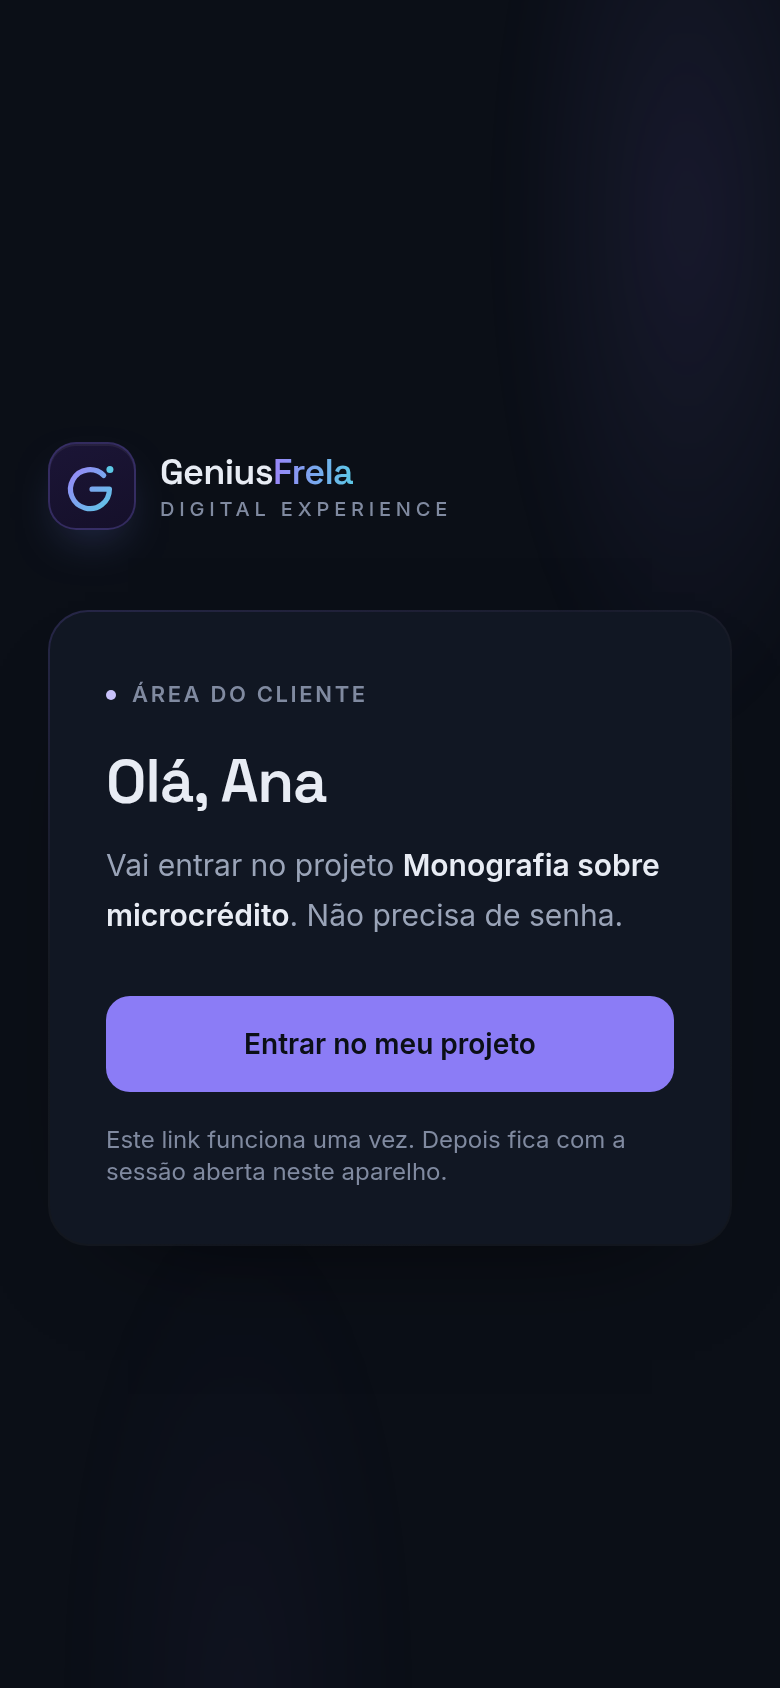 GeniusFrela
DIGITAL EXPERIENCE
ÁREA DO CLIENTE
Olá, Ana
Vai entrar no projeto Monografia sobre
microcrédito. Não precisa de senha.
Entrar no meu projeto
Este link funciona uma vez. Depois fica com a
sessão aberta neste aparelho.